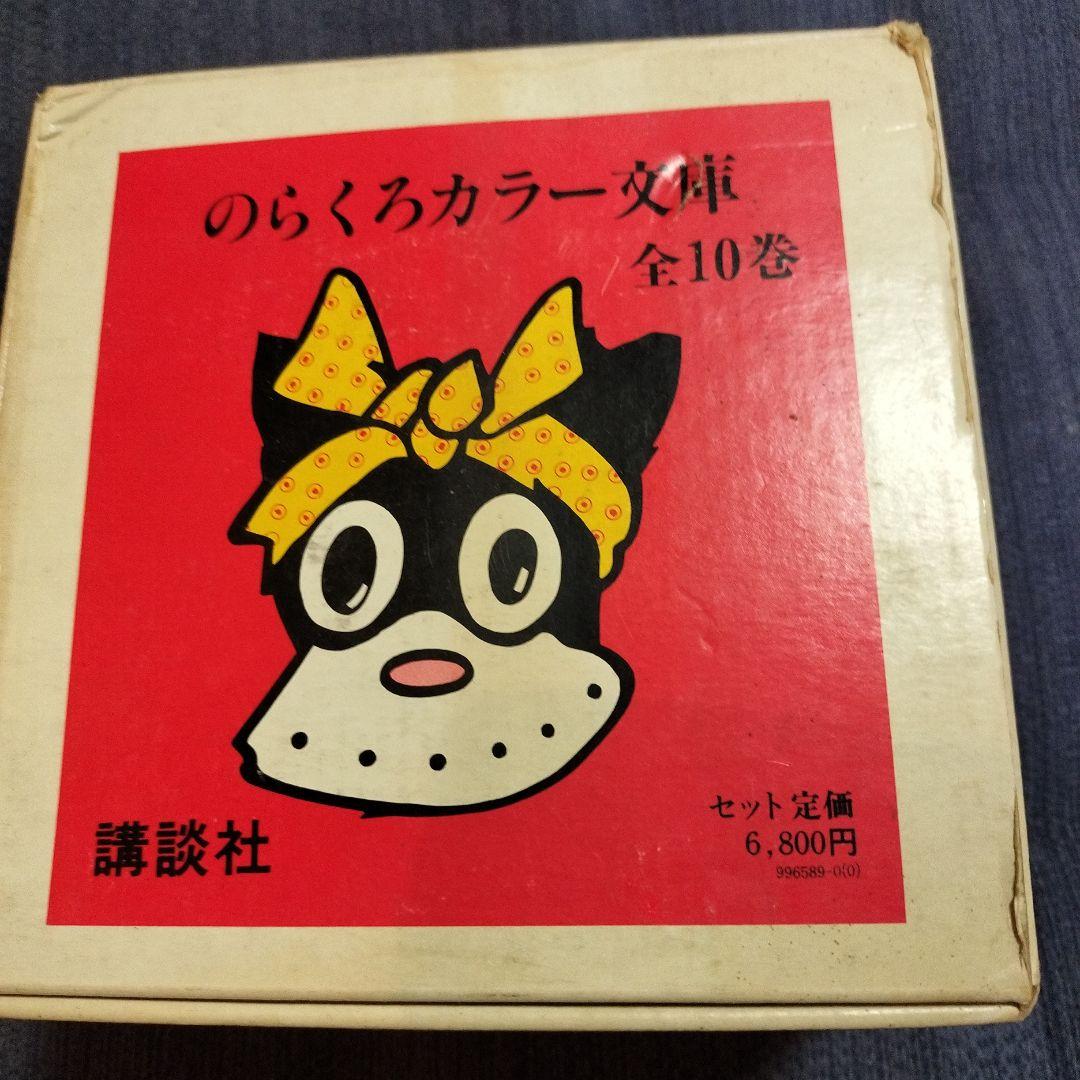 のらくろカラー文庫
全10巻
講談社
セット定価
6,800円
996589-0(0)